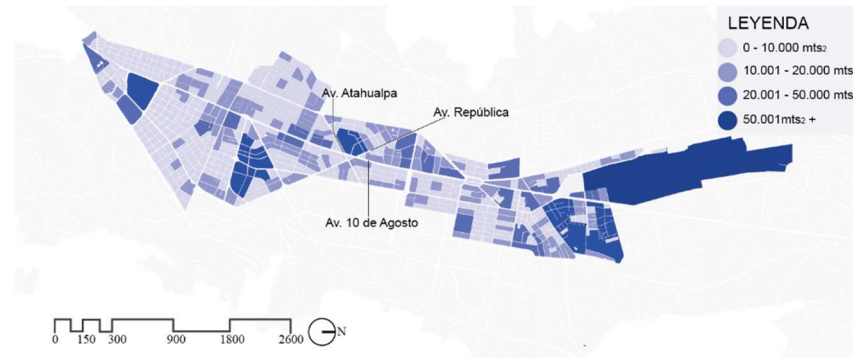 LEYENDA
0 - 10.000 mts2
10.001 - 20.000 mts
20.001 - 50.000 mts
50.001mts2 +
Av. Atahualpa
Av. República
Av. 10 de Agosto
0 150 300 900 1800 2600
N